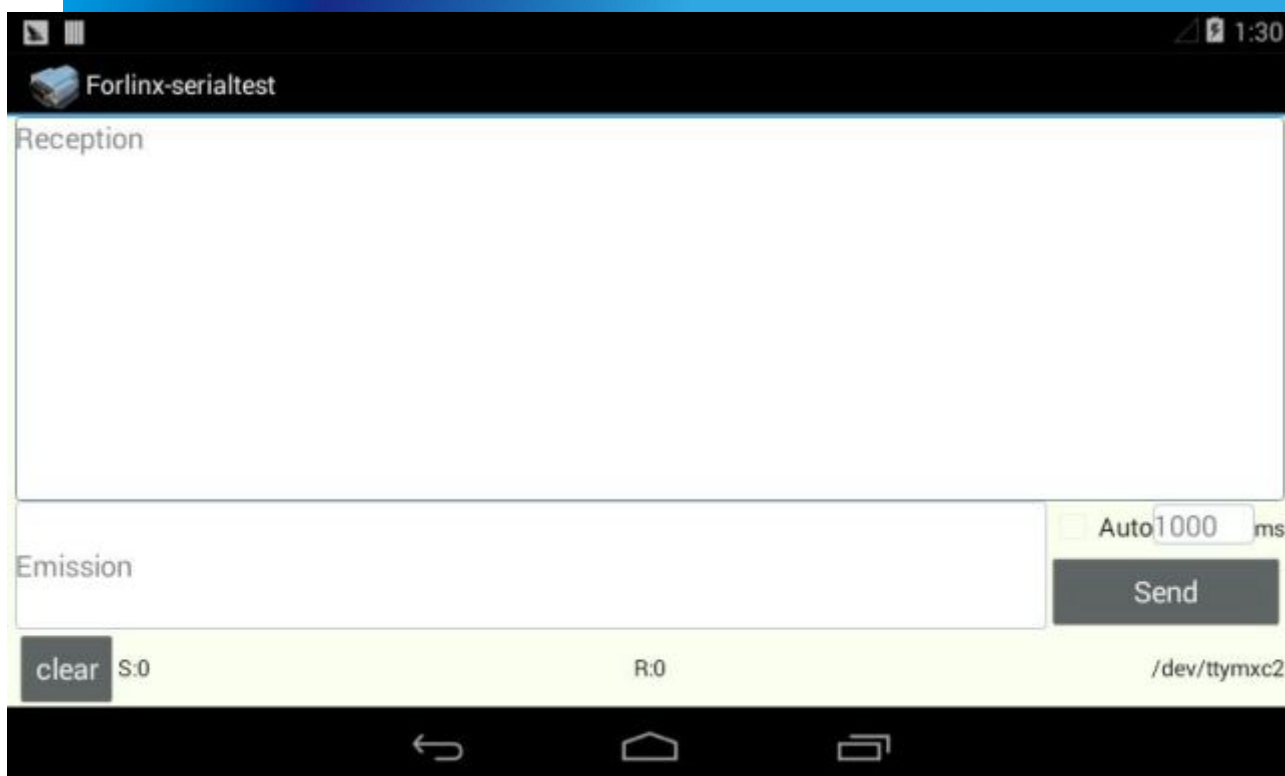 1:30
Forlinx-serialtest
Reception
Auto 1000 ms
Emission
Send
clear S:0 R:0 /dev/ttymxc2